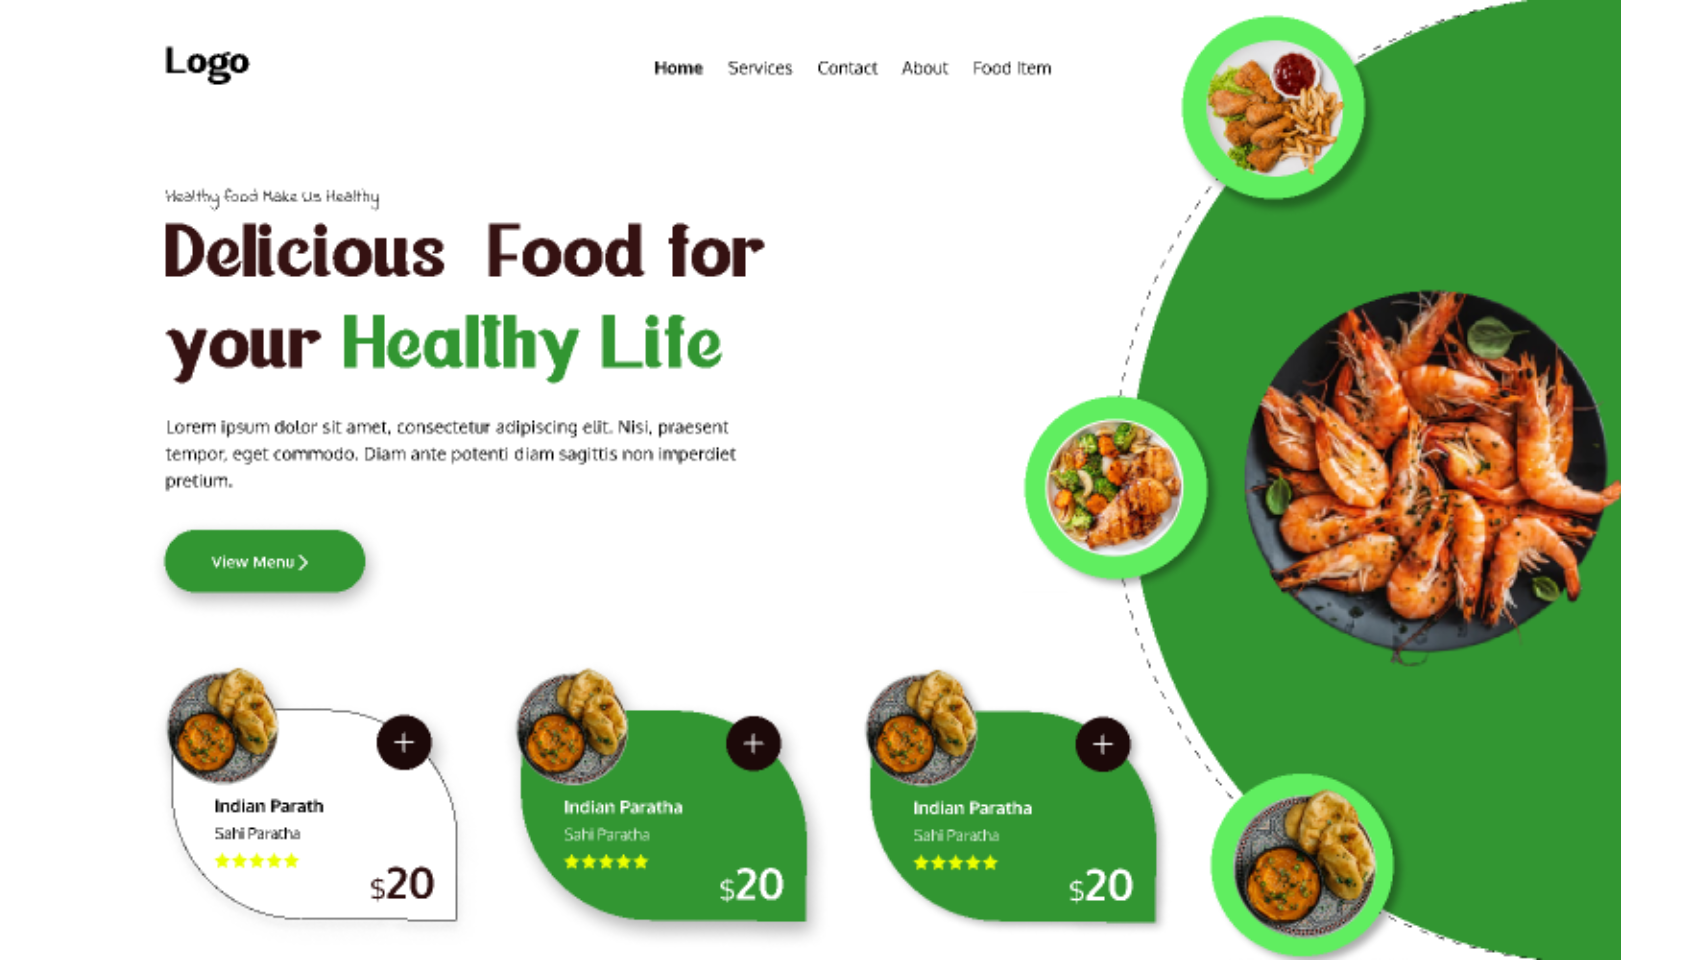 Logo
Home Services Contact About Food Item
Healthy Food Make Us Healthy
Delicious Food for
your Healthy Life
Lorem ipsum dolor sit amet, consectetur adipiscing elit. Nisi, praesent
tempor, eget commodo. Diam ante potenti diam sagittis non imperdiet
pretium.
View Menu
Indian Parath
Sahi Paratha
$20
Indian Paratha
Sahi Paratha
$20
Indian Paratha
Sahi Paratha
$20